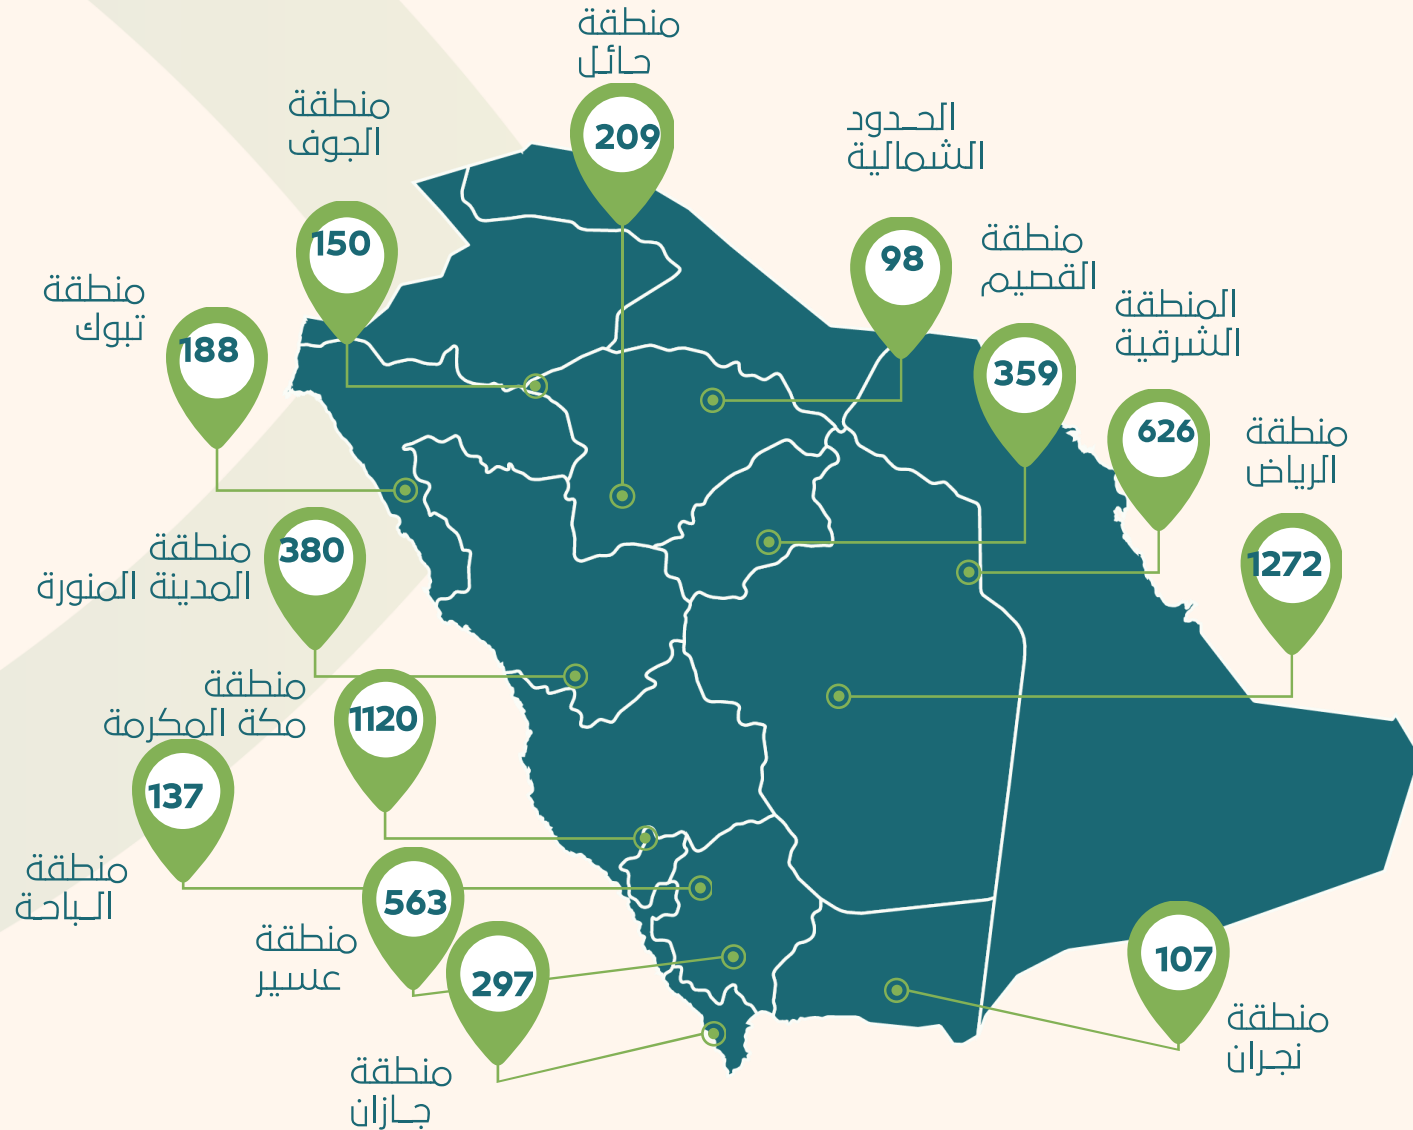 منطقة
حائل
209
منطقة
الجوف
150
الحدود
الشمالية
98
منطقة
القصيم
359
منطقة
تبوك
188
المنطقة
الشرقية
626
منطقة
الرياض
1272
منطقة
المدينة المنورة
380
منطقة
مكة المكرمة
1120
137
منطقة
الباحة
563
منطقة
عسير
297
منطقة
جازان
107
منطقة
نجران